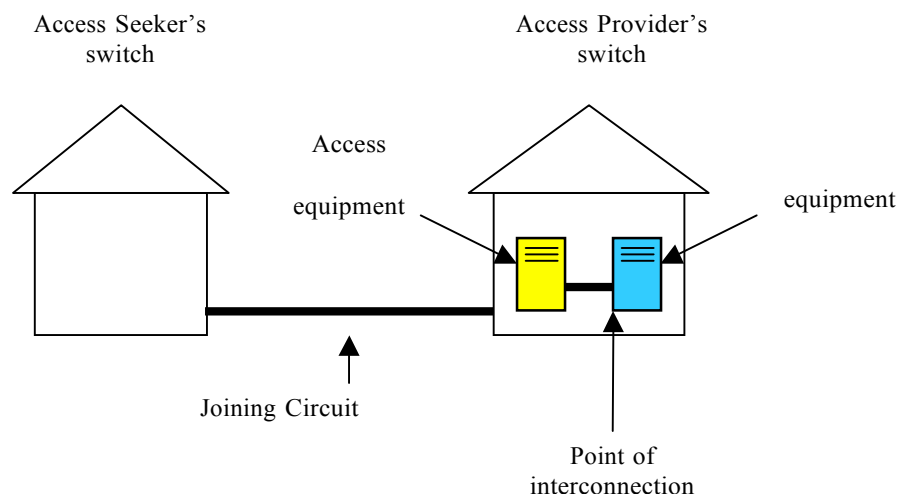 Access Seeker's
switch
Access Provider's
switch
Access
equipment
equipment
Joining Circuit
Point of
interconnection